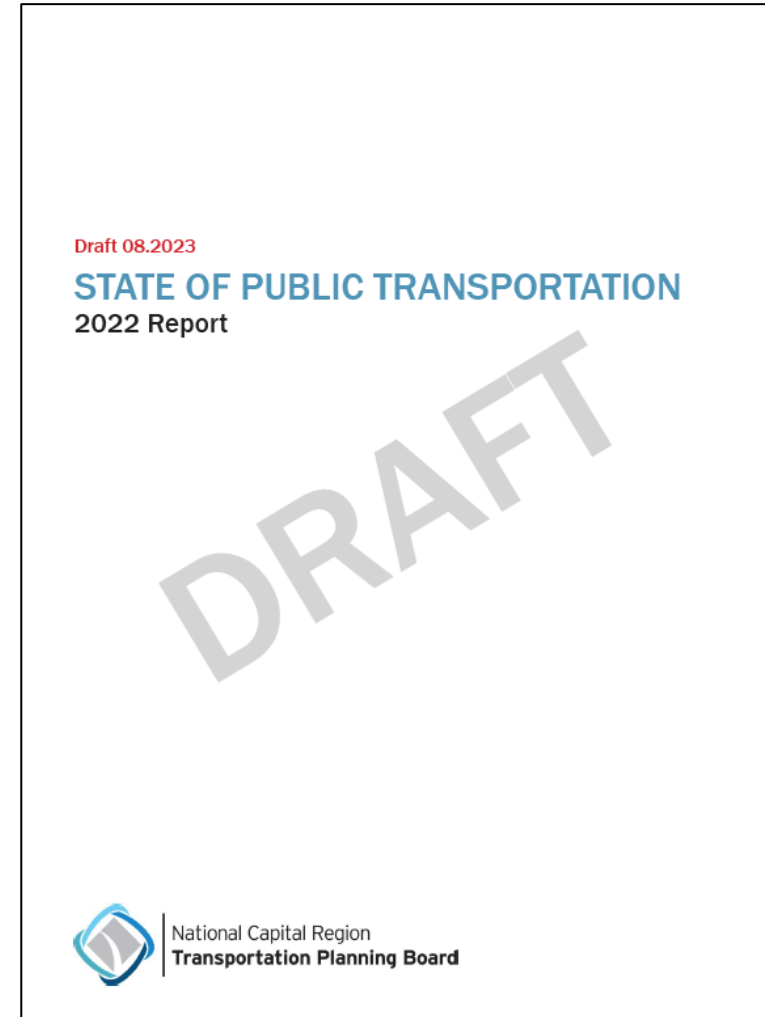 Draft 08.2023
STATE OF PUBLIC TRANSPORTATION
2022 Report
DRAFT
National Capital Region
Transportation Planning Board